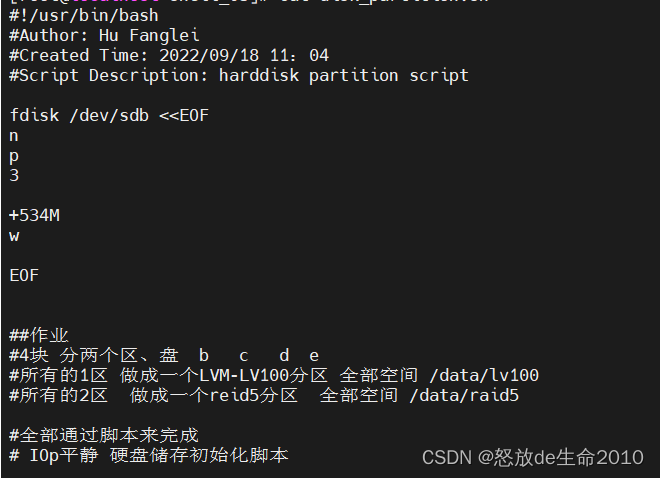 #!/usr/bin/bash
#Author: Hu Fanglei
#Created Time: 2022/09/18 11：04
#Script Description: harddisk partition script
fdisk /dev/sdb <<EOF
n
p
3
+534M
w
EOF
##作业
#4块 分两个区、盘  b   c   d  e
#所有的1区 做成一个LVM-LV100分区 全部空间 /data/lv100
#所有的2区  做成一个reid5分区  全部空间 /data/raid5
#全部通过脚本来完成
# IOp平静 硬盘储存初始化脚本
CSDN @怒放de生命2010